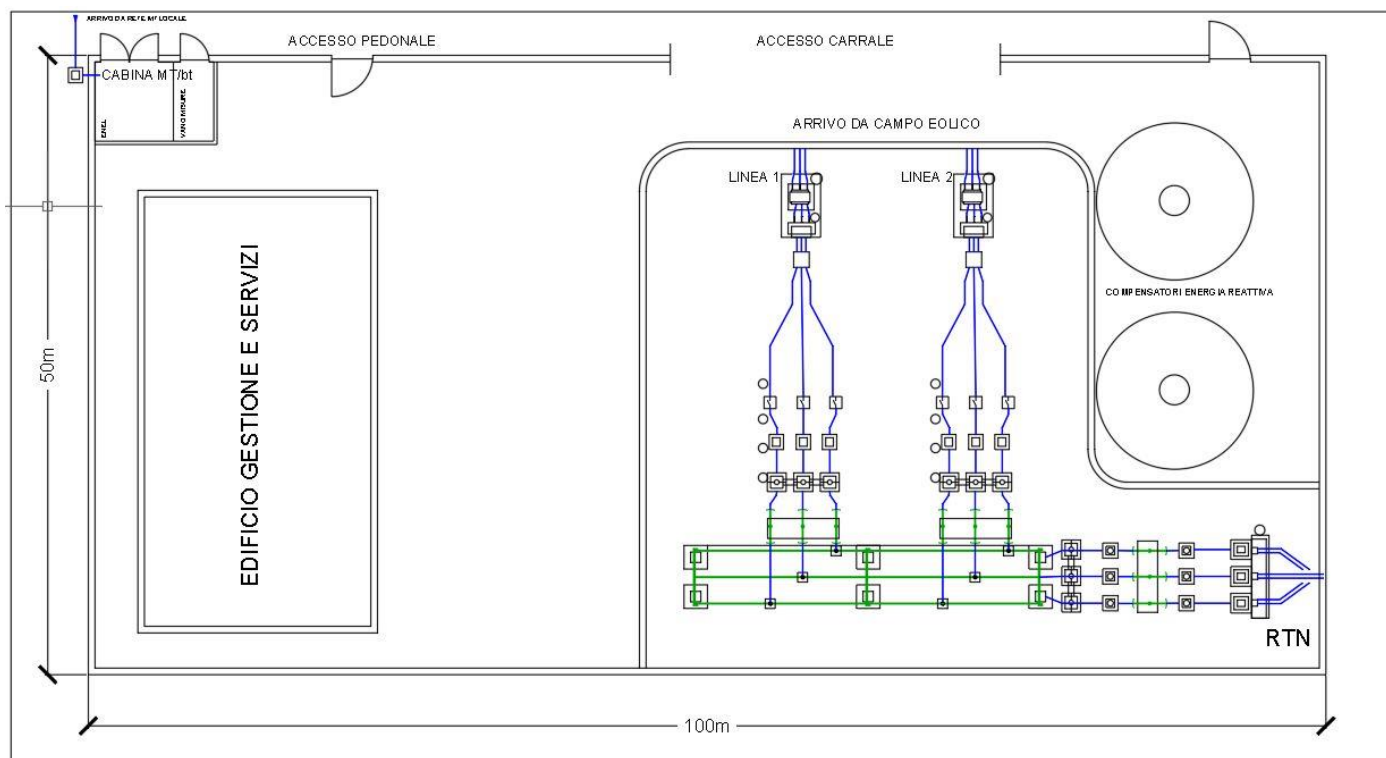 ARRIVO DA RETE MT LOCALE
ACCESSO PEDONALE
ACCESSO CARRALE
CABINA MT/bt
ENEL
VANO MISURE
ARRIVO DA CAMPO EOLICO
LINEA 1
LINEA 2
EDIFICIO GESTIONE E SERVIZI
COMPENSATORI ENERGIA REATTIVA
50m
RTN
100m